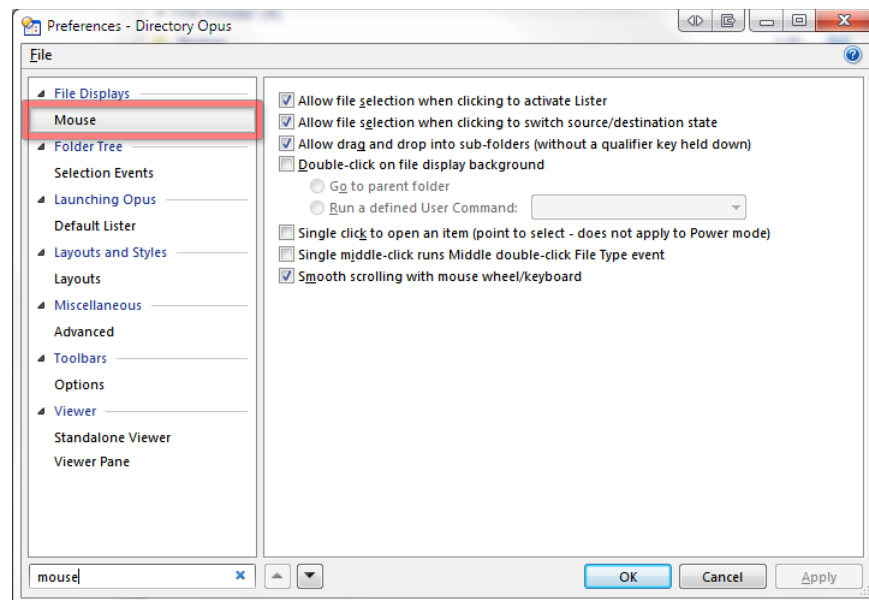 Preferences - Directory Opus
File
File Displays
Mouse
Folder Tree
Selection Events
Launching Opus
Default Lister
Layouts and Styles
Layouts
Miscellaneous
Advanced
Toolbars
Options
Viewer
Standalone Viewer
Viewer Pane
mouse
Allow file selection when clicking to activate Lister
Allow file selection when clicking to switch source/destination state
Allow drag and drop into sub-folders (without a qualifier key held down)
Double-click on file display background
Go to parent folder
Run a defined User Command:
Single click to open an item (point to select - does not apply to Power mode)
Single middle-click runs Middle double-click File Type event
Smooth scrolling with mouse wheel/keyboard
OK
Cancel
Apply